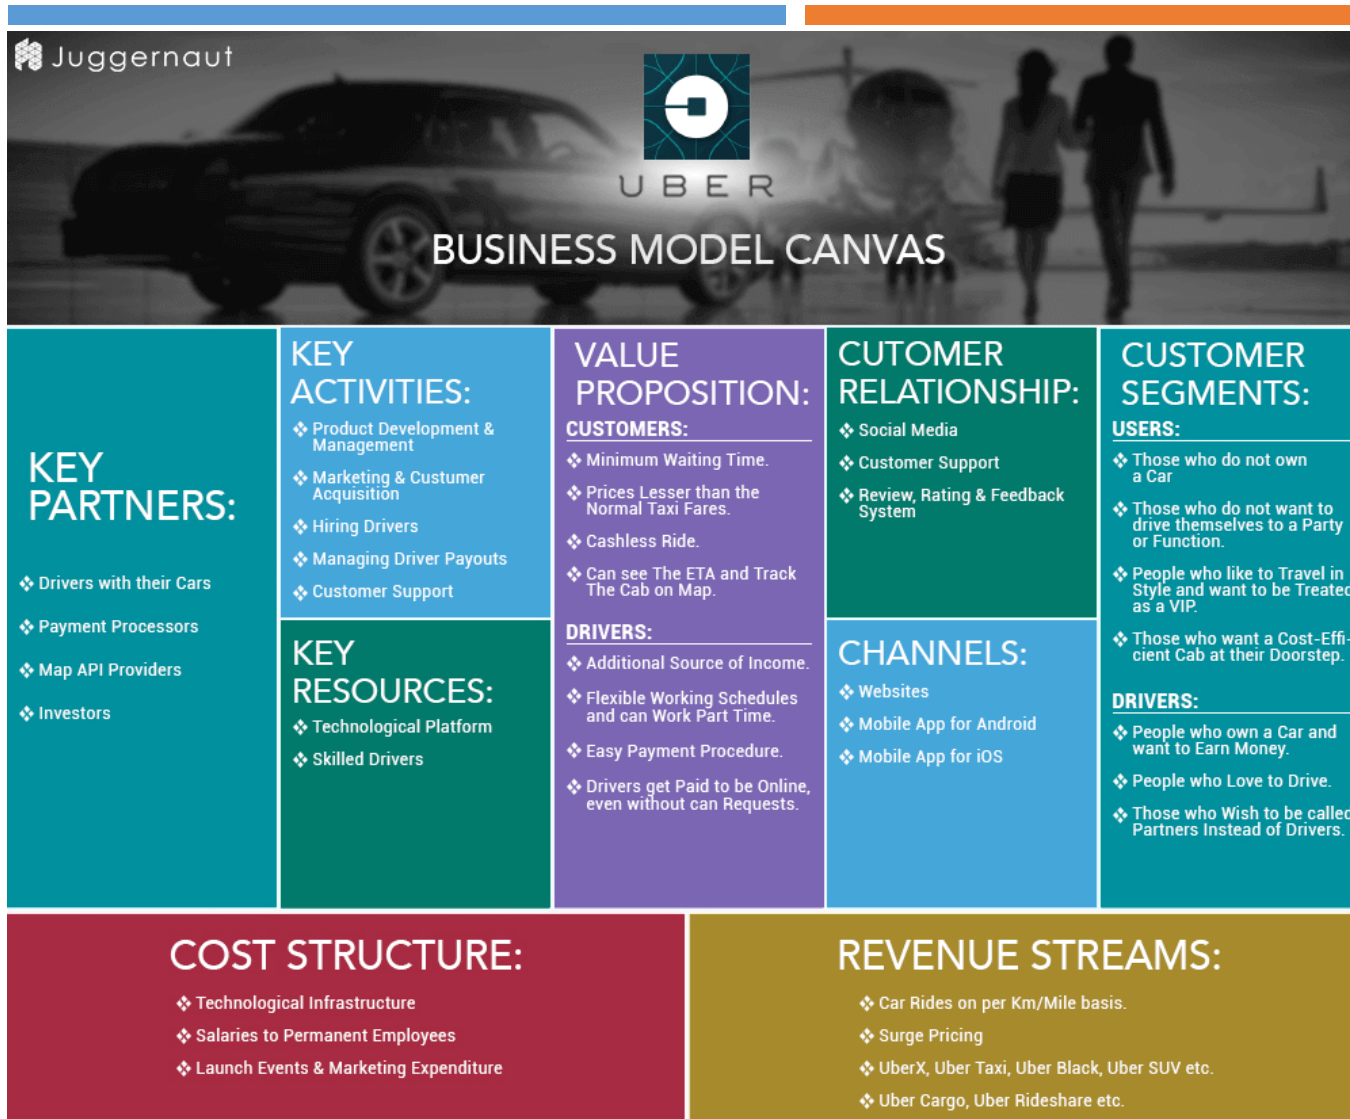 Juggernaut
UBER
BUSINESS MODEL CANVAS
KEY
PARTNERS:
Drivers with their Cars
Payment Processors
Map API Providers
Investors
KEY
ACTIVITIES:
Product Development &
Management
Marketing & Custumer
Acquisition
Hiring Drivers
Managing Driver Payouts
Customer Support
KEY
RESOURCES:
Technological Platform
Skilled Drivers
VALUE
PROPOSITION:
CUSTOMERS:
Minimum Waiting Time.
Prices Lesser than the
Normal Taxi Fares.
Cashless Ride.
Can see The ETA and Track
The Cab on Map.
DRIVERS:
Additional Source of Income.
Flexible Working Schedules
and can Work Part Time.
Easy Payment Procedure.
Drivers get Paid to be Online,
even without can Requests.
CUTOMER
RELATIONSHIP:
Social Media
Customer Support
Review, Rating & Feedback
System
CHANNELS:
Websites
Mobile App for Android
Mobile App for iOS
CUSTOMER
SEGMENTS:
USERS:
Those who do not own
a Car
Those who do not want to
drive themselves to a Party
or Function.
People who like to Travel in
Style and want to be Treated
as a VIP.
Those who want a Cost-Effi-
cient Cab at their Doorstep.
DRIVERS:
People who own a Car and
want to Earn Money.
People who Love to Drive.
Those who Wish to be called
Partners Instead of Drivers.
COST STRUCTURE:
Technological Infrastructure
Salaries to Permanent Employees
Launch Events & Marketing Expenditure
REVENUE STREAMS:
Car Rides on per Km/Mile basis.
Surge Pricing
UberX, Uber Taxi, Uber Black, Uber SUV etc.
Uber Cargo, Uber Rideshare etc.